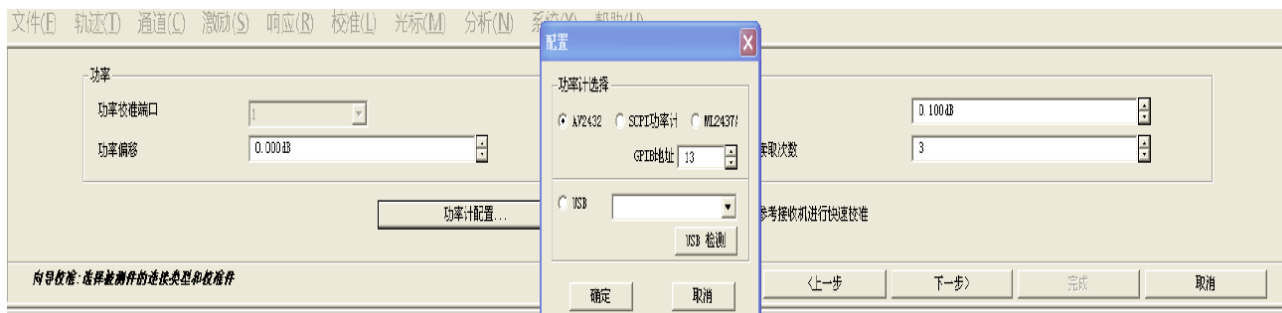 文件(F) 轨迹(T) 通道(C) 激励(S) 响应(R) 校准(L) 光标(M) 分析(N)
配置
功率
功率计选择
功率校准端口 1
0.100dB
AV2432 SCPI功率计 ML2437A
功率偏移 0.000dB
GPIB地址 13
读取次数 3
功率计配置...
USB
参考接收机进行快速校准
USB 检测
向导校准:选择被测件的连接类型和校准件
<上一步 下一步> 完成 取消
确定 取消